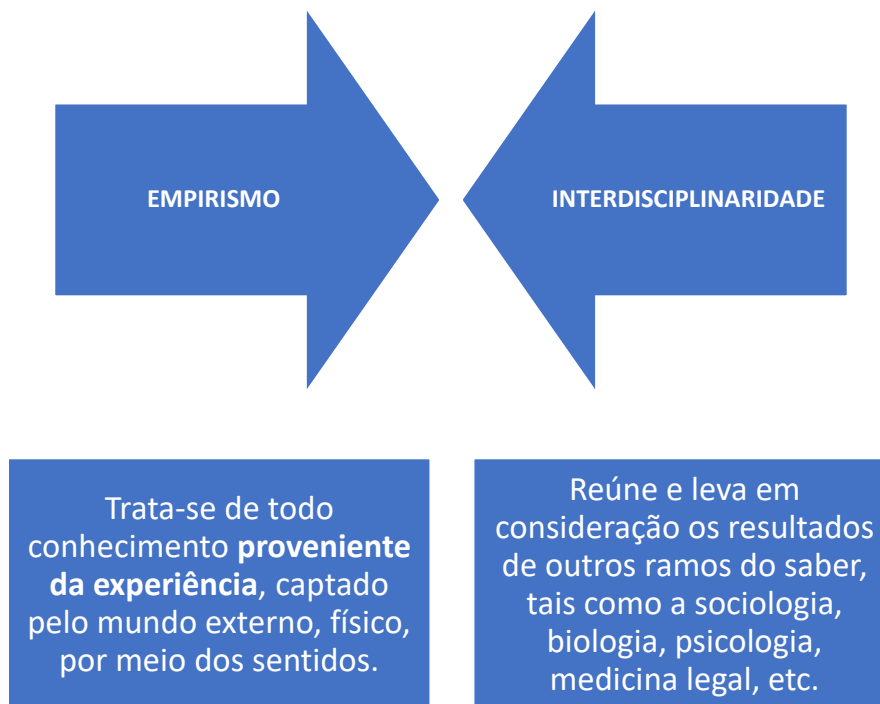 EMPIRISMO
INTERDISCIPLINARIDADE
Trata-se de todo
conhecimento proveniente
da experiência, captado
pelo mundo externo, físico,
por meio dos sentidos.
Reúne e leva em
consideração os resultados
de outros ramos do saber,
tais como a sociologia,
biologia, psicologia,
medicina legal, etc.